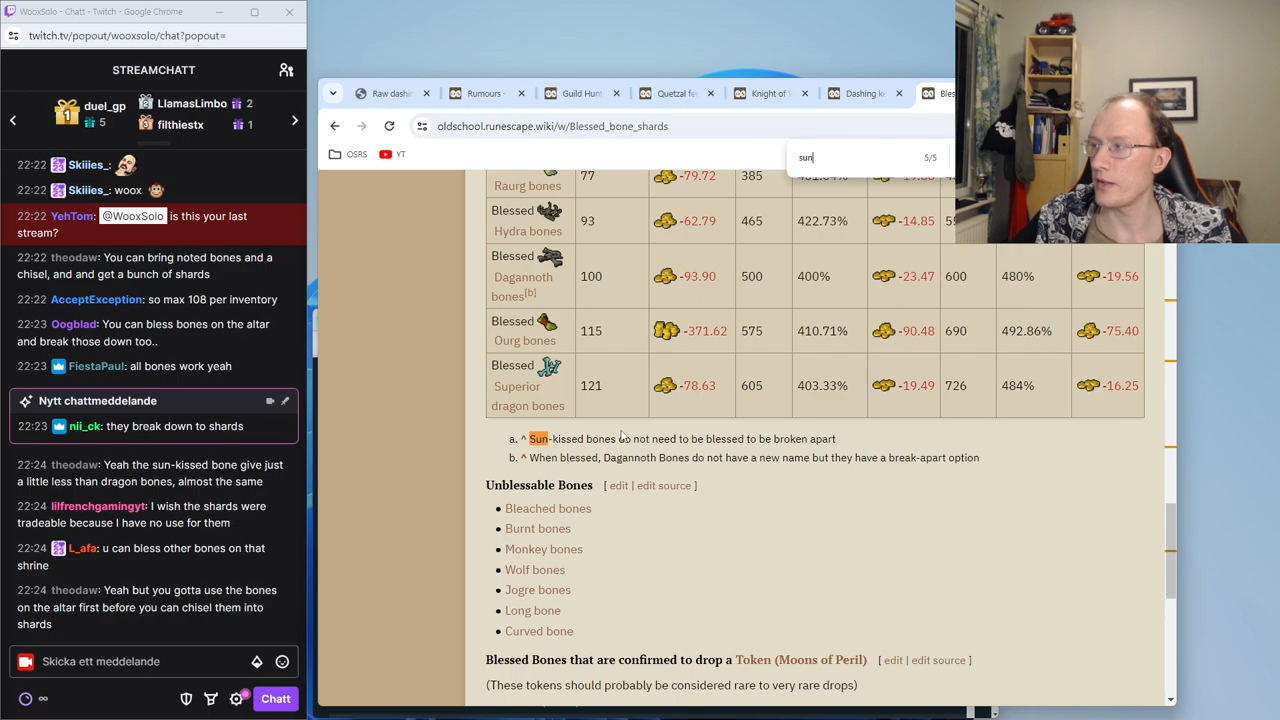 WooxSolo - Chatt - Twitch - Google Chrome
twitch.tv/popout/wooxsolo/chat?popout=
STREAMCHATT
duel_gp
5
LlamasLimbo 2
filthiestx 1
22:22 Skiiies_:
22:22 Skiiies_: woox
22:22 YehTom: @WooxSolo is this your last
stream?
22:22 theodaw: You can bring noted bones and a
chisel, and and get a bunch of shards
22:22 AcceptException: so max 108 per inventory
22:23 Oogblad: You can bless bones on the altar
and break those down too..
22:23 FiestaPaul: all bones work yeah
Nytt chattmeddelande
22:23 nii_ck: they break down to shards
22:24 theodaw: Yeah the sun-kissed bone give just
a little less than dragon bones, almost the same
22:24 lilfrenchgamingyt: I wish the shards were
tradeable because I have no use for them
22:24 L_afa: u can bless other bones on that
shrine
22:24 theodaw: Yeah but you gotta use the bones
on the altar first before you can chisel them into
shards
Skicka ett meddelande
Chatt
Raw dashin
Rumours -
Guild Hunt
Quetzal fe
Knight of V
Dashing ke
Bles
oldschool.runescape.wiki/w/Blessed_bone_shards
OSRS
YT
sun 5/5
Raurg bones 77 -79.72 385
Blessed
Hydra bones 93 -62.79 465 422.73% -14.85
Blessed
Dagannoth
bones[b] 100 -93.90 500 400% -23.47 600 480% -19.56
Blessed
Ourg bones 115 -371.62 575 410.71% -90.48 690 492.86% -75.40
Blessed
Superior
dragon bones 121 -78.63 605 403.33% -19.49 726 484% -16.25
a. ^ Sun-kissed bones do not need to be blessed to be broken apart
b. ^ When blessed, Dagannoth Bones do not have a new name but they have a break-apart option
Unblessable Bones [ edit | edit source ]
• Bleached bones
• Burnt bones
• Monkey bones
• Wolf bones
• Jogre bones
• Long bone
• Curved bone
Blessed Bones that are confirmed to drop a Token (Moons of Peril) [ edit | edit source ]
(These tokens should probably be considered rare to very rare drops)